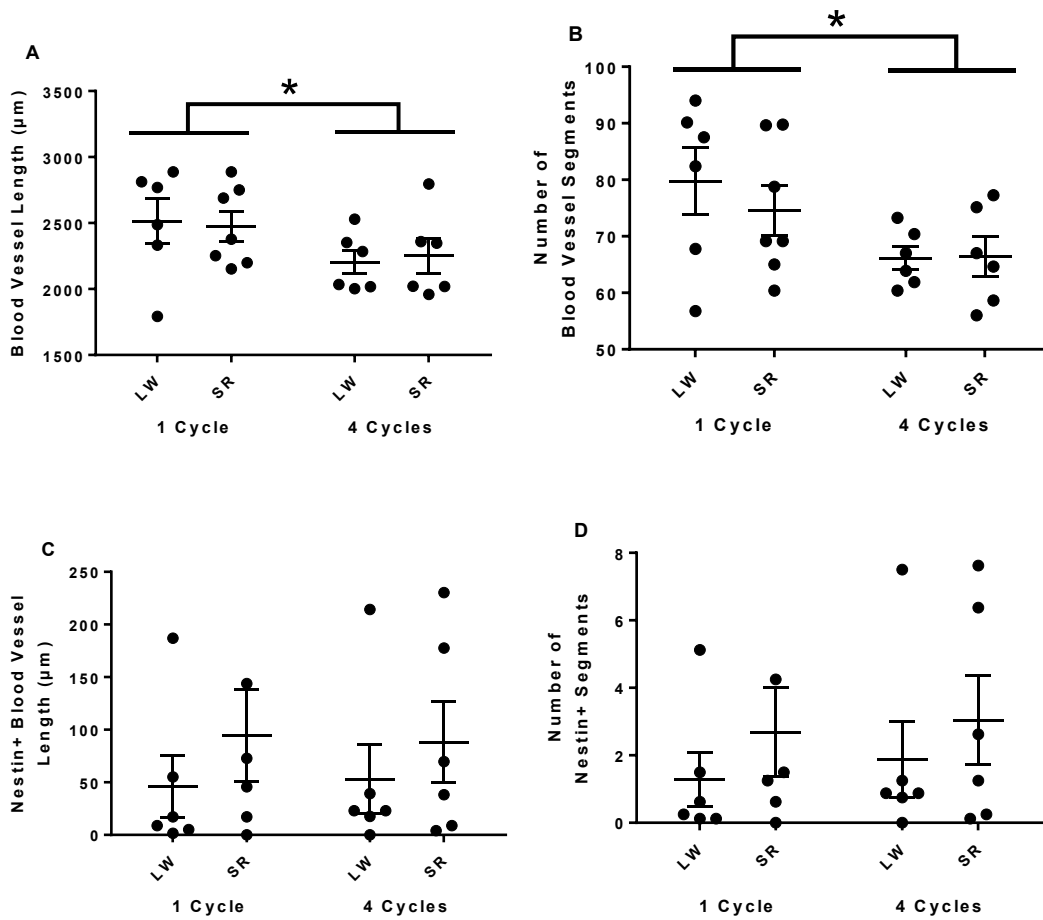 A
*
Blood Vessel Length (µm)
3500
3000
2500
2000
1500
LW
SR
LW
SR
1 Cycle
4 Cycles
B
*
Number of
Blood Vessel Segments
100
90
80
70
60
50
LW
SR
LW
SR
1 Cycle
4 Cycles
C
Nestin+ Blood Vessel
Length (µm)
250
200
150
100
50
0
LW
SR
LW
SR
1 Cycle
4 Cycles
D
Number of
Nestin+ Segments
8
6
4
2
0
LW
SR
LW
SR
1 Cycle
4 Cycles